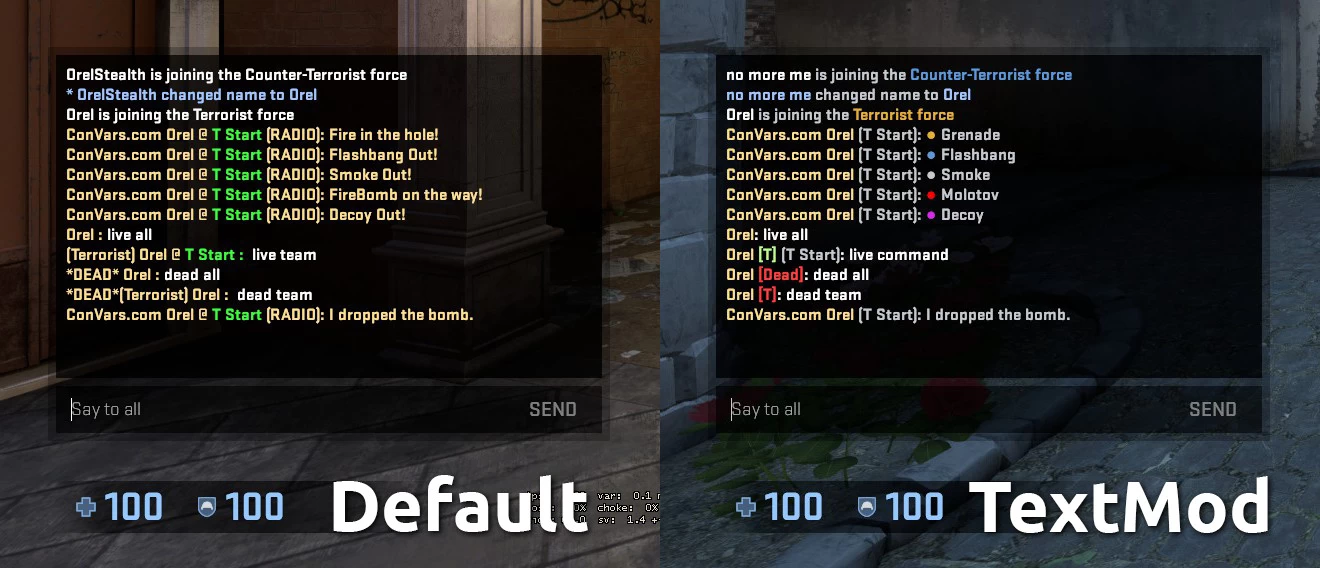 OrelStealth is joining the Counter-Terrorist force
* OrelStealth changed name to Orel
Orel is joining the Terrorist force
ConVars.com Orel @ T Start (RADIO): Fire in the hole!
ConVars.com Orel @ T Start (RADIO): Flashbang Out!
ConVars.com Orel @ T Start (RADIO): Smoke Out!
ConVars.com Orel @ T Start (RADIO): FireBomb on the way!
ConVars.com Orel @ T Start (RADIO): Decoy Out!
Orel : live all
(Terrorist) Orel @ T Start :  live team
*DEAD* Orel : dead all
*DEAD*(Terrorist) Orel :  dead team
ConVars.com Orel @ T Start (RADIO): I dropped the bomb.
Say to all
SEND
100
100
Default
var: 0.1
choke: 0%
sv: 1.4
no more me is joining the Counter-Terrorist force
no more me changed name to Orel
Orel is joining the Terrorist force
ConVars.com Orel (T Start): ● Grenade
ConVars.com Orel (T Start): ● Flashbang
ConVars.com Orel (T Start): ● Smoke
ConVars.com Orel (T Start): ● Molotov
ConVars.com Orel (T Start): ● Decoy
Orel: live all
Orel [T] (T Start): live command
Orel [Dead]: dead all
Orel [T]: dead team
ConVars.com Orel (T Start): I dropped the bomb.
Say to all
SEND
100
100
TextMod